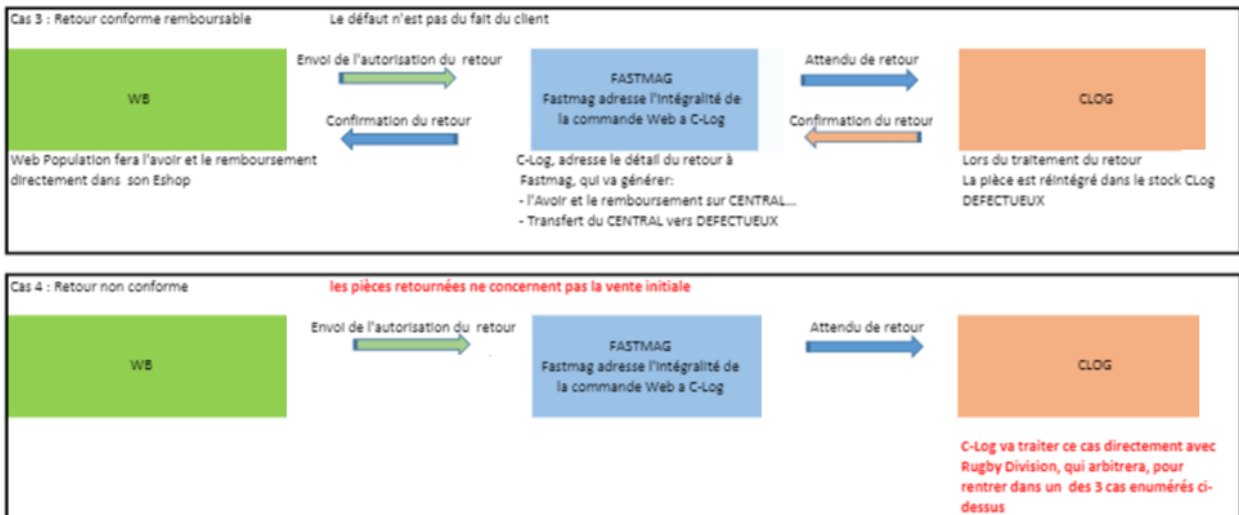 Cas 3 : Retour conforme remboursable
Le défaut n'est pas du fait du client
WB
Envoi de l'autorisation du retour
Confirmation du retour
FASTMAG
Fastmag adresse l'intégralité de
la commande Web a C-Log
Attendu de retour
Confirmation du retour
CLOG
Web Population fera l'avoir et le remboursement
directement dans son Eshop
C-Log, adresse le détail du retour à
Fastmag, qui va générer:
- l'Avoir et le remboursement sur CENTRAL...
- Transfert du CENTRAL vers DEFECTUEUX
Lors du traitement du retour
La pièce est réintégré dans le stock CLog
DEFECTUEUX
Cas 4 : Retour non conforme
les pièces retournées ne concernent pas la vente initiale
WB
Envoi de l'autorisation du retour
FASTMAG
Fastmag adresse l'intégralité de
la commande Web a C-Log
Attendu de retour
CLOG
C-Log va traiter ce cas directement avec
Rugby Division, qui arbitrera, pour
rentrer dans un des 3 cas enumérés ci-
dessus